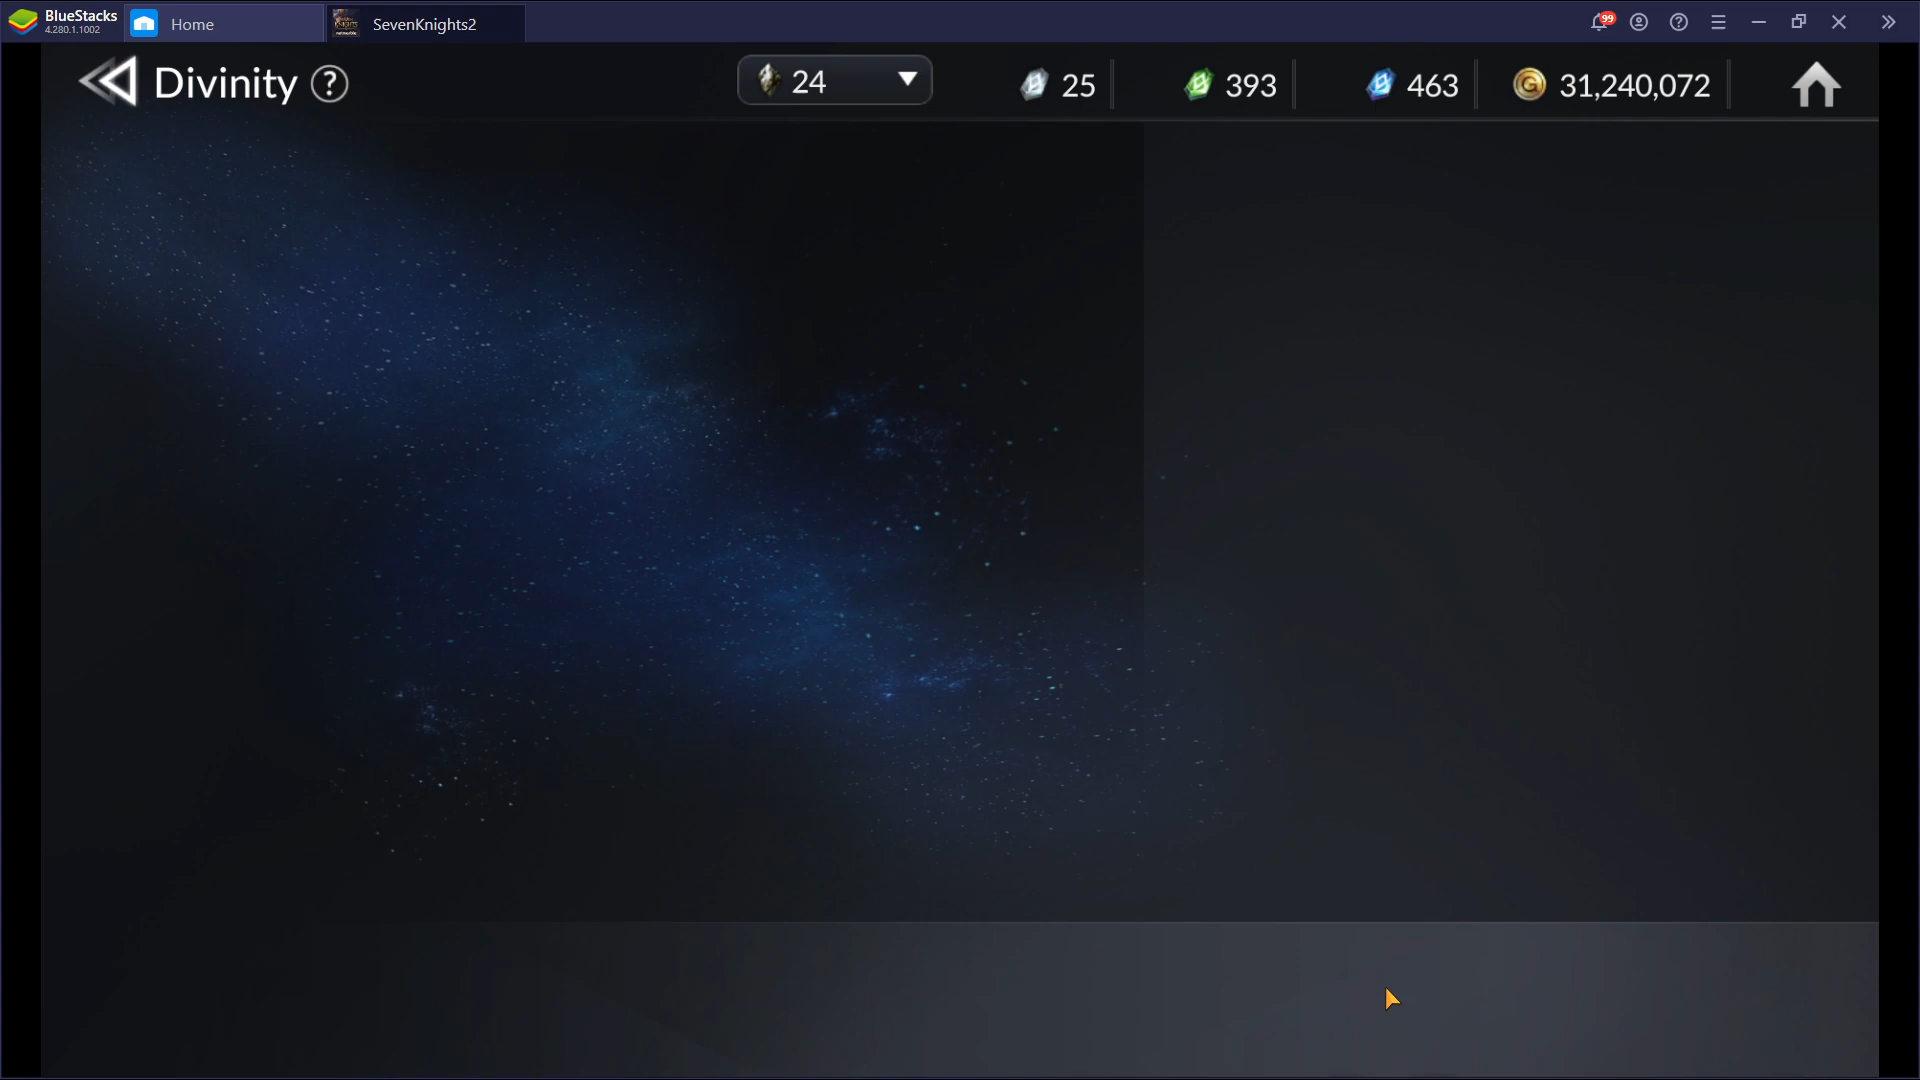 BlueStacks
4.280.1.1002
Home
SevenKnights2
99
Divinity ?
24
25
393
463
G
31,240,072